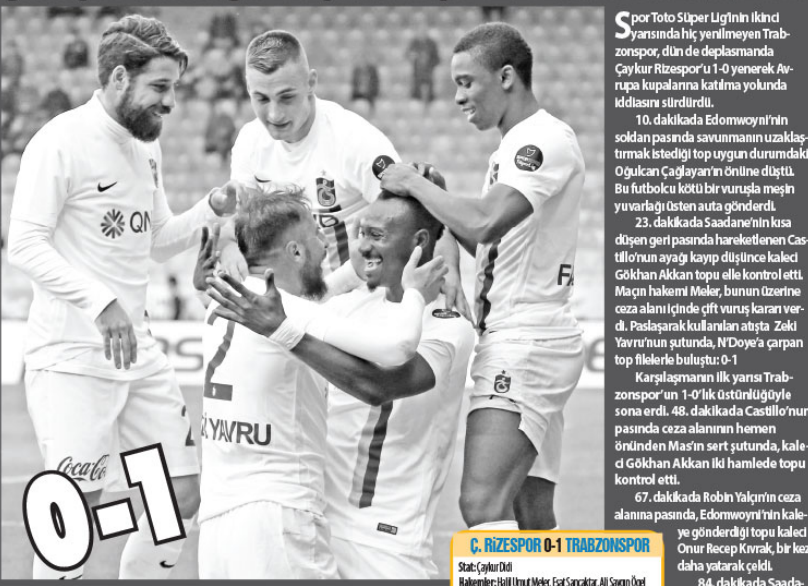 Spor Toto Süper Lig'inin ikinci
yarısında hiç yenilmeyen Trab-
zonspor, dün de deplasmanda
Çaykur Rizespor'u 1-0 yenerek Av-
rupa kupalarına katılma yolunda
iddiasını sürdürdü.
10. dakikada Edomwoyni'nin
soldan pasında savunmanın uzaklaş-
tırmak istediği top uygun durumdaki
Oğulcan Çağlayan'ın önüne düştü.
Bu futbolcu kötü bir vuruşla meşin
yuvarlağı üsten auta gönderdi.
23. dakikada Saadane'nin kısa
düşen geri pasında hareketlenen Cas-
tillo'nun ayağı kayıp düşünce kaleci
Gökhan Akkan topu elle kontrol etti.
Maçın hakemi Meler, bunun üzerine
ceza alanı içinde çift vuruş kararı ver-
di. Paslaşarak kullanılan atışta Zeki
Yavru'nun şutunda, N'Doye'a çarpan
top filelerle buluştu: 0-1
Karşılaşmanın ilk yarısı Trab-
zonspor'un 1-0'lık üstünlüğüyle
sona erdi. 48. dakikada Castillo'nun
pasında ceza alanının hemen
önünden Mas'ın sert şutunda, kale-
ci Gökhan Akkan iki hamlede topu
kontrol etti.
67. dakikada Robin Yalçın'ın ceza
alanına pasında, Edomwoyni'nin kale-
ye gönderdiği topu kaleci
Onur Recep Kıvrak, bir kez
daha yatarak çeldi.
84. dakikada Saada-
QN
2
Zİ YAVRU
FA
2
Coca-Cola
0-1
Ç. RİZESPOR 0-1 TRABZONSPOR
Stat: Çaykur Didi
Hakemler: Halil Umut Meler, Esat Sancaktar, Ali Saygın Ögel